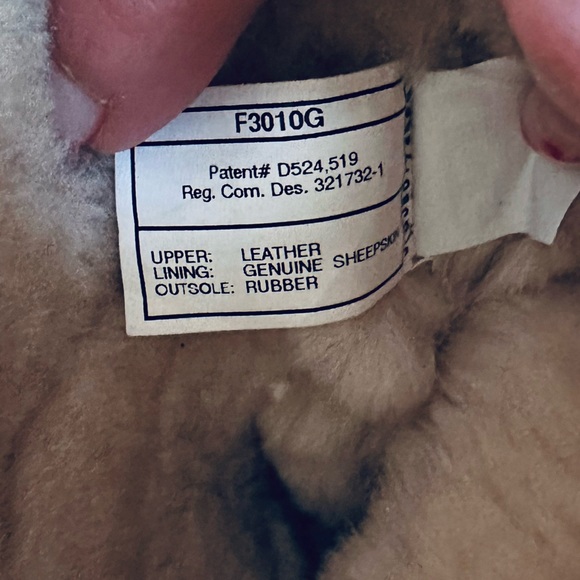 F3010G
Patent# D524,519
Reg. Com. Des. 321732-1
UPPER: LEATHER
LINING: GENUINE SHEEPSKIN
OUTSOLE: RUBBER